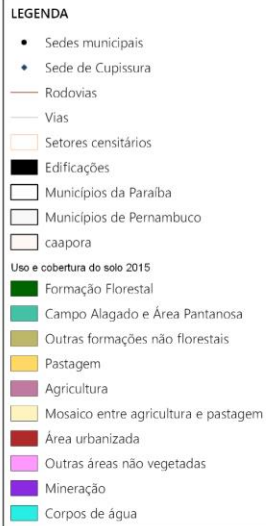 LEGENDA
Sedes municipais
Sede de Cupissura
Rodovias
Vias
Setores censitários
Edificações
Municípios da Paraíba
Municípios de Pernambuco
caapora
Uso e cobertura do solo 2015
Formação Florestal
Campo Alagado e Área Pantanosa
Outras formações não florestais
Pastagem
Agricultura
Mosaico entre agricultura e pastagem
Área urbanizada
Outras áreas não vegetadas
Mineração
Corpos de água